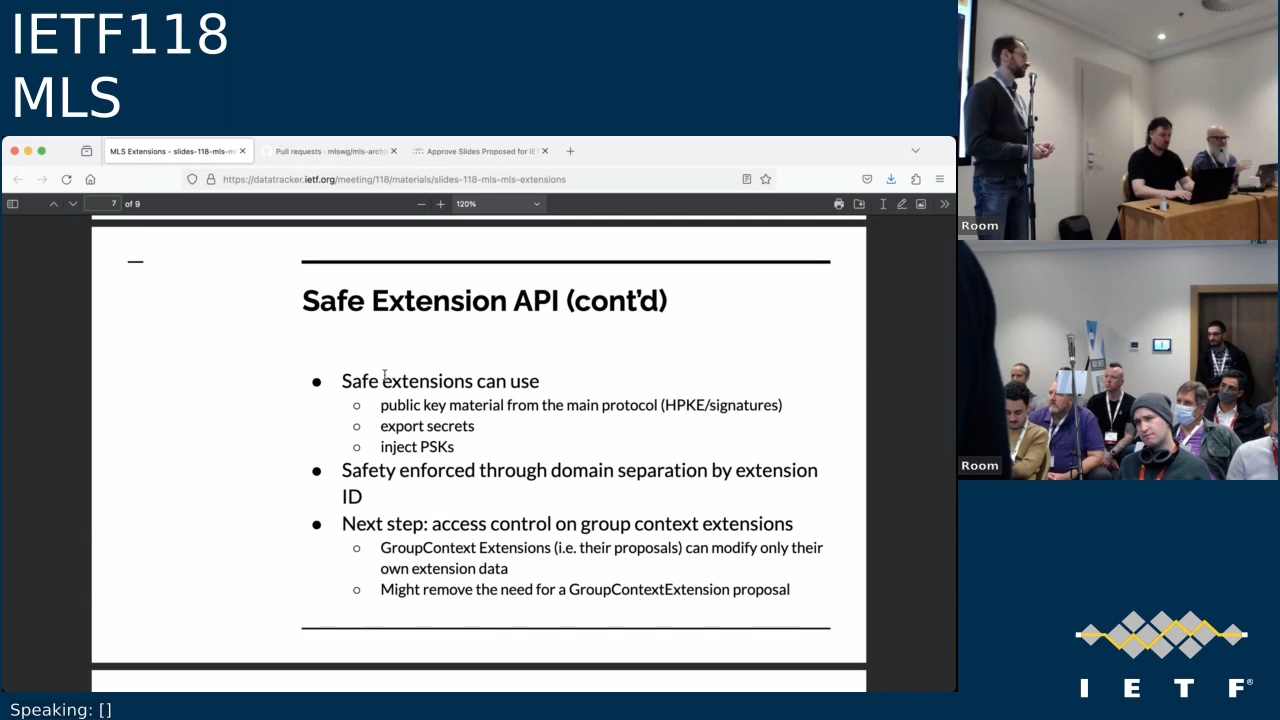 IETF118
MLS
MLS Extensions - slides-118-mls-m
Pull requests · mlswg/mls-archi
Approve Slides Proposed for IET
https://datatracker.ietf.org/meeting/118/materials/slides-118-mls-mls-extensions
7 of 9
120%
Safe Extension API (cont'd)
● Safe extensions can use
○ public key material from the main protocol (HPKE/signatures)
○ export secrets
○ inject PSKs
● Safety enforced through domain separation by extension
ID
● Next step: access control on group context extensions
○ GroupContext Extensions (i.e. their proposals) can modify only their
own extension data
○ Might remove the need for a GroupContextExtension proposal
Room
Room
I E T F®
Speaking: []